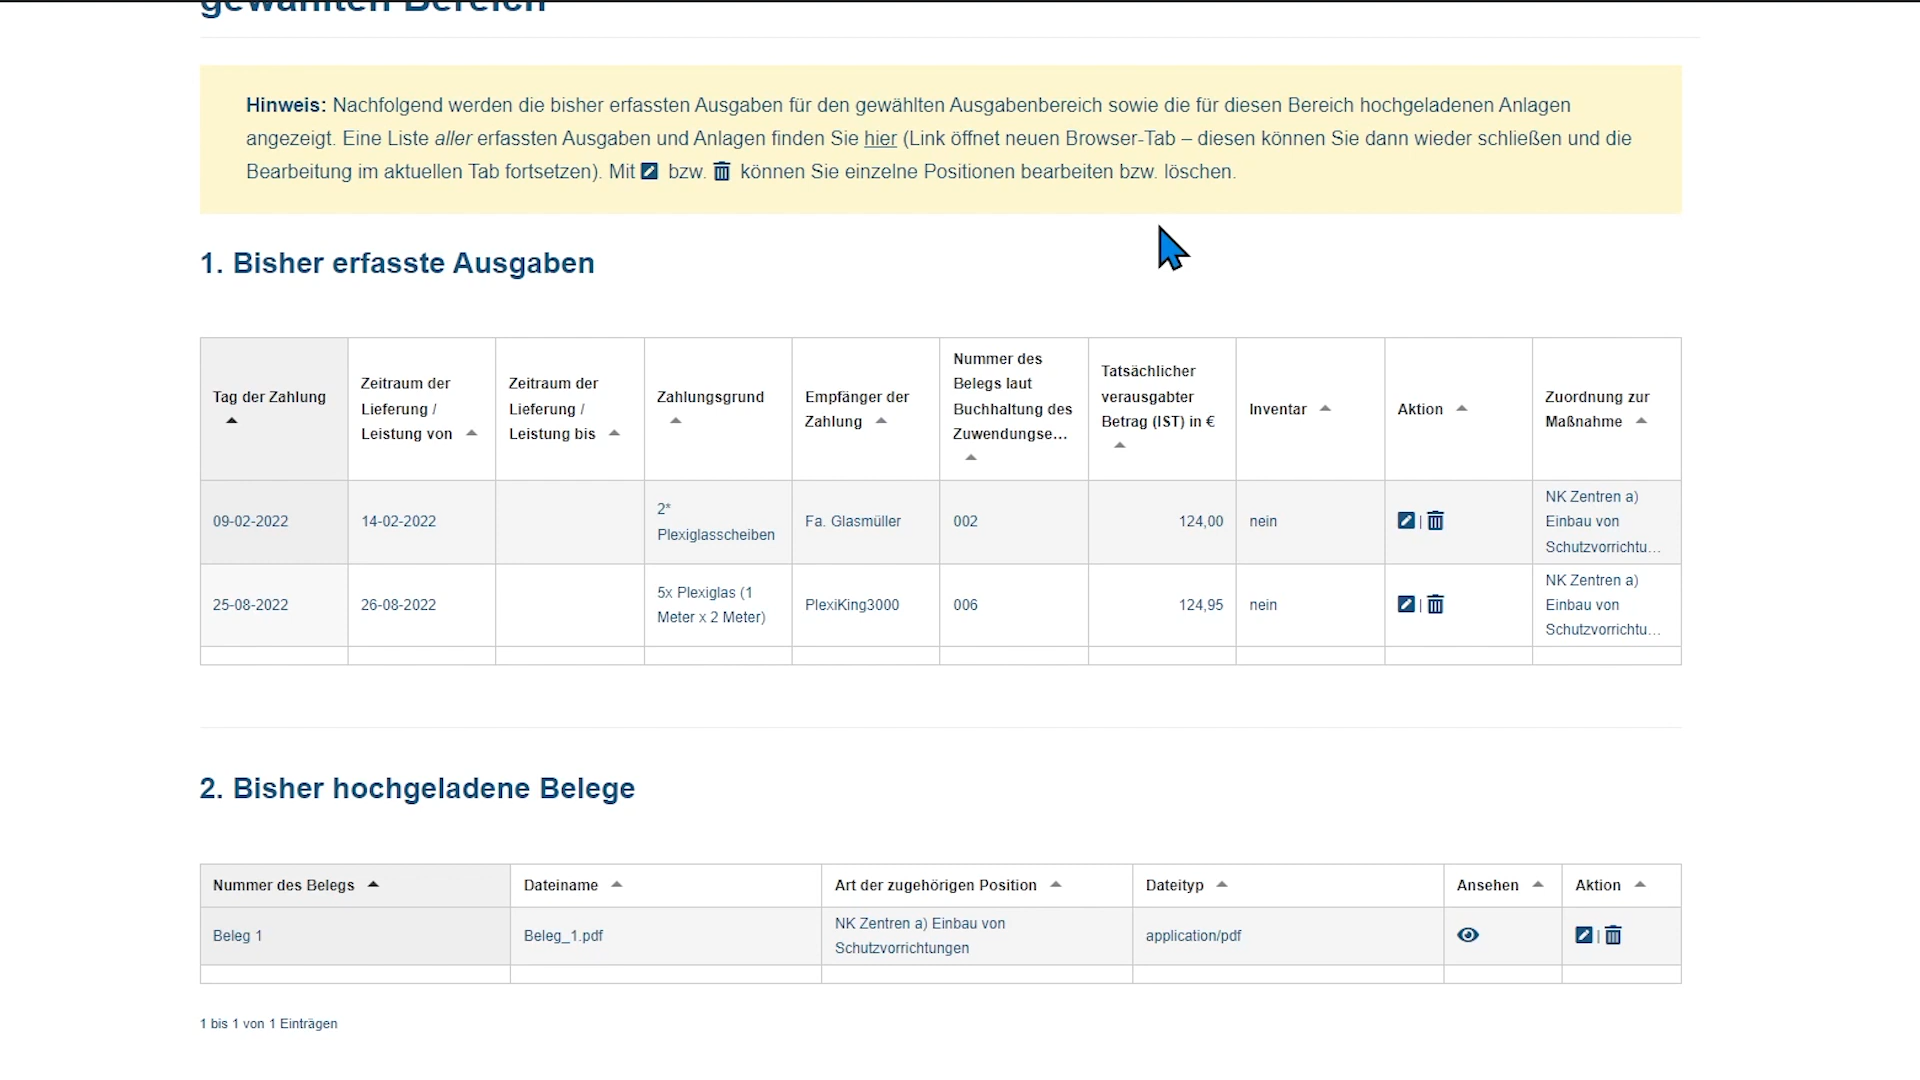 gewählten Bereich
Hinweis: Nachfolgend werden die bisher erfassten Ausgaben für den gewählten Ausgabenbereich sowie die für diesen Bereich hochgeladenen Anlagen
angezeigt. Eine Liste aller erfassten Ausgaben und Anlagen finden Sie hier (Link öffnet neuen Browser-Tab – diesen können Sie dann wieder schließen und die
Bearbeitung im aktuellen Tab fortsetzen). Mit bzw. können Sie einzelne Positionen bearbeiten bzw. löschen.
1. Bisher erfasste Ausgaben
Tag der Zahlung
Zeitraum der
Lieferung /
Leistung von
Zeitraum der
Lieferung /
Leistung bis
Zahlungsgrund
Empfänger der
Zahlung
Nummer des
Belegs laut
Buchhaltung des
Zuwendungse...
Tatsächlicher
verausgabter
Betrag (IST) in €
Inventar
Aktion
Zuordnung zur
Maßnahme
09-02-2022
14-02-2022
2*
Plexiglasscheiben
Fa. Glasmüller
002
124,00
nein
|
NK Zentren a)
Einbau von
Schutzvorrichtu...
25-08-2022
26-08-2022
5x Plexiglas (1
Meter x 2 Meter)
PlexiKing3000
006
124,95
nein
|
NK Zentren a)
Einbau von
Schutzvorrichtu...
2. Bisher hochgeladene Belege
Nummer des Belegs
Dateiname
Art der zugehörigen Position
Dateityp
Ansehen
Aktion
Beleg 1
Beleg_1.pdf
NK Zentren a) Einbau von
Schutzvorrichtungen
application/pdf
|
1 bis 1 von 1 Einträgen